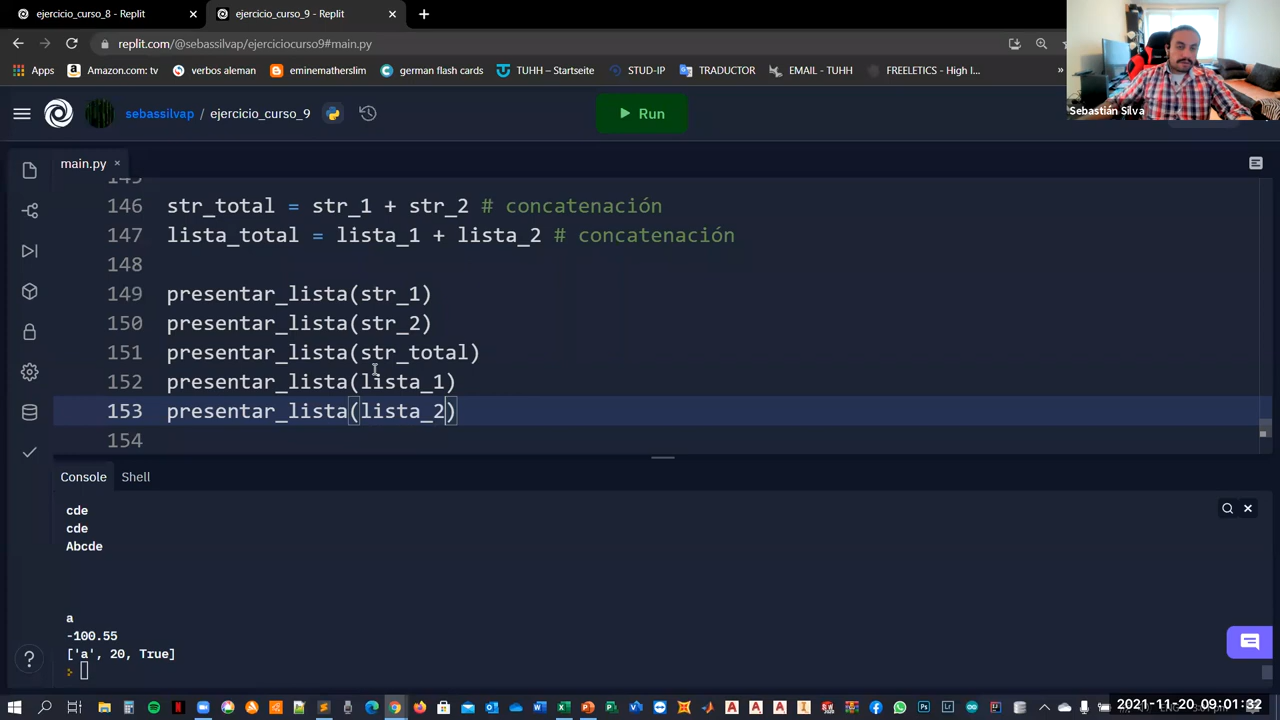 ejercicio_curso_8 - Replit
ejercicio_curso_9 - Replit
replit.com/@sebassilvap/ejerciciocurso9#main.py
Apps
Amazon.com: tv
verbos aleman
eminematherslim
german 
TUHH – Startseite
STUD-IP
TRADUCTOR
EMAIL - TUHH
FREELETICS - High I...
»
Sebastián Silva
sebassilvap / ejercicio_curso_9
Run
main.py
145
146 str_total = str_1 + str_2 # concatenación
147 lista_total = lista_1 + lista_2 # concatenación
148
149 presentar_lista(str_1)
150 presentar_lista(str_2)
151 presentar_lista(str_total)
152 presentar_lista(lista_1)
153 presentar_lista(lista_2)
154
Console
Shell
cde
cde
Abcde
a
-100.55
['a', 20, True]
2021-11-20 09:01:32